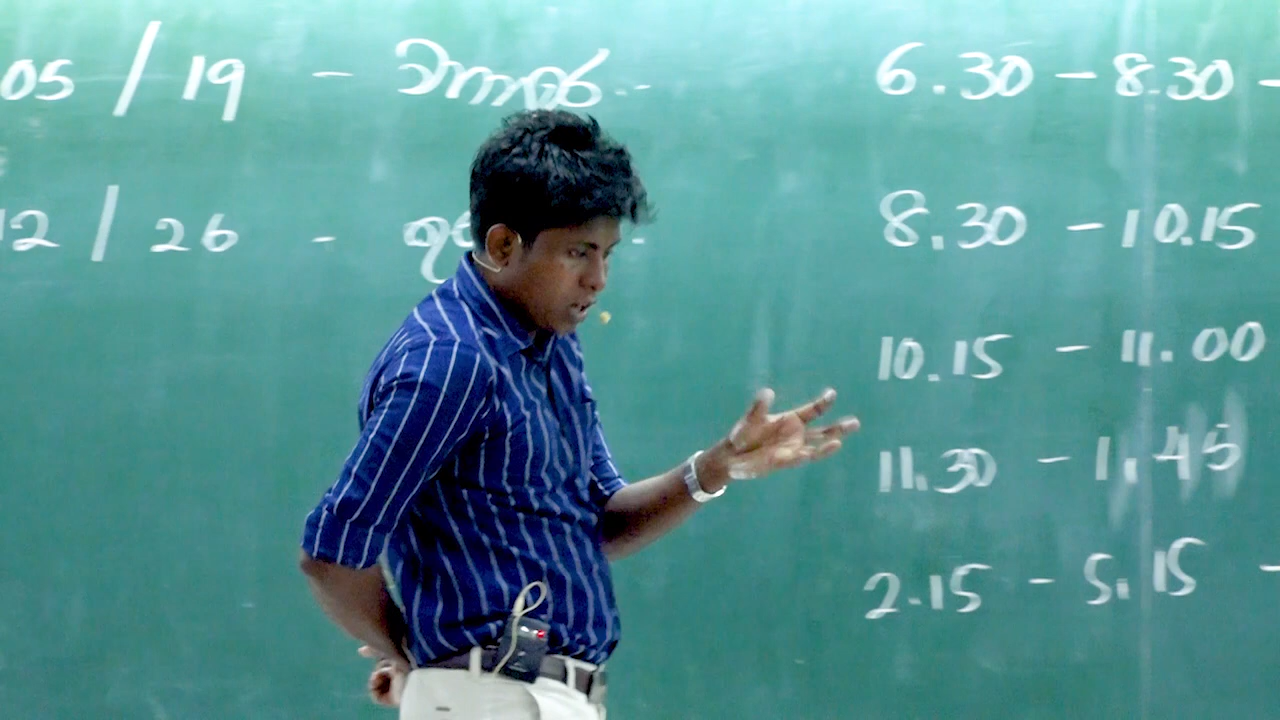 05 / 19 - 6.30 - 8.30 -
12 / 26 - 8.30 - 10.15
10.15 - 11.00
11.30 - 1.45
2.15 - 5.15 -